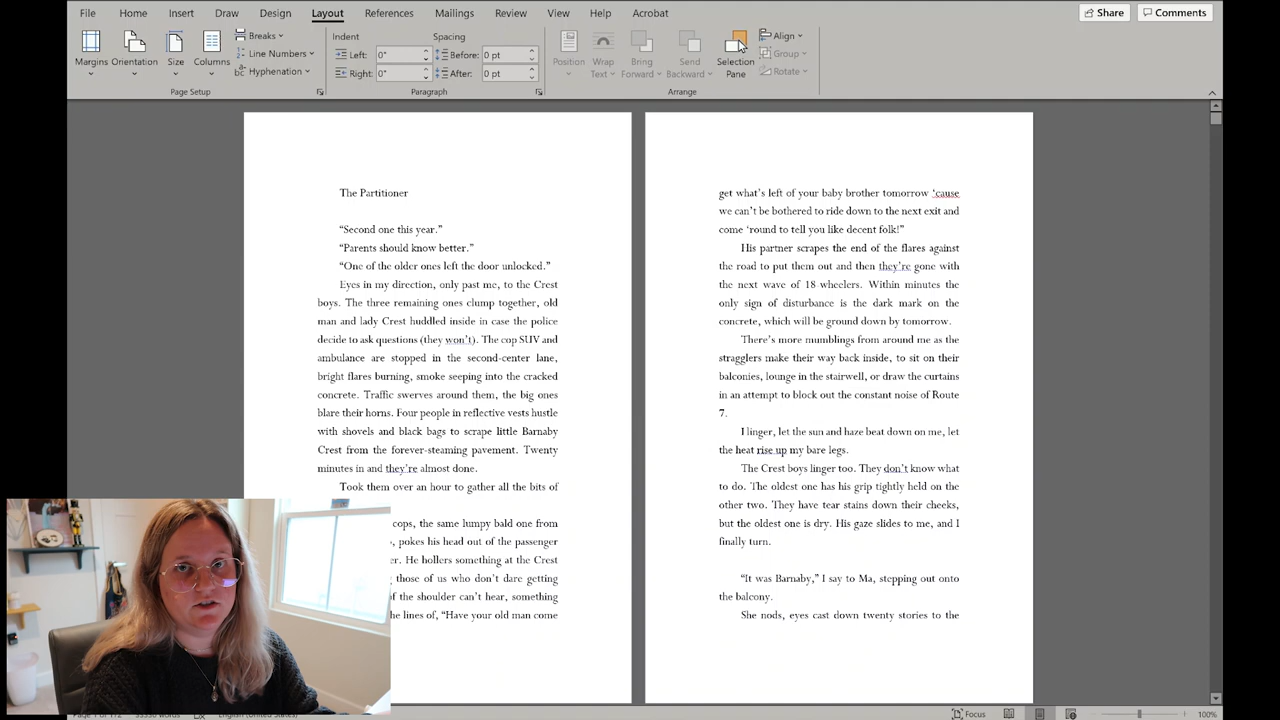 File Home Insert Draw Design Layout References Mailings Review View Help Acrobat Share Comments
Margins Orientation Size Columns Breaks Line Numbers Hyphenation
Page Setup
Indent Spacing
Left: 0" Before: 0 pt
Right: 0" After: 0 pt
Paragraph
Position Wrap Text Bring Forward Send Backward Selection Pane Align Group Rotate
Arrange
The Partitioner
“Second one this year.”
“Parents should know better.”
“One of the older ones left the door unlocked.”
Eyes in my direction, only past me, to the Crest
boys. The three remaining ones clump together, old
man and lady Crest huddled inside in case the police
decide to ask questions (they won’t). The cop SUV and
ambulance are stopped in the second-center lane,
bright flares burning, smoke seeping into the cracked
concrete. Traffic swerves around them, the big ones
blare their horns. Four people in reflective vests hustle
with shovels and black bags to scrape little Barnaby
Crest from the forever-steaming pavement. Twenty
minutes in and they’re almost done.
Took them over an hour to gather all the bits of
cops, the same lumpy bald one from
, pokes his head out of the passenger
er. He hollers something at the Crest
those of us who don’t dare getting
f the shoulder can’t hear, something
he lines of, “Have your old man come
get what’s left of your baby brother tomorrow ‘cause
we can’t be bothered to ride down to the next exit and
come ‘round to tell you like decent folk!”
His partner scrapes the end of the flares against
the road to put them out and then they’re gone with
the next wave of 18 wheelers. Within minutes the
only sign of disturbance is the dark mark on the
concrete, which will be ground down by tomorrow.
There’s more mumblings from around me as the
stragglers make their way back inside, to sit on their
balconies, lounge in the stairwell, or draw the curtains
in an attempt to block out the constant noise of Route
7.
I linger, let the sun and haze beat down on me, let
the heat rise up my bare legs.
The Crest boys linger too. They don’t know what
to do. The oldest one has his grip tightly held on the
other two. They have tear stains down their cheeks,
but the oldest one is dry. His gaze slides to me, and I
finally turn.
“It was Barnaby,” I say to Ma, stepping out onto
the balcony.
She nods, eyes cast down twenty stories to the
Focus 100%